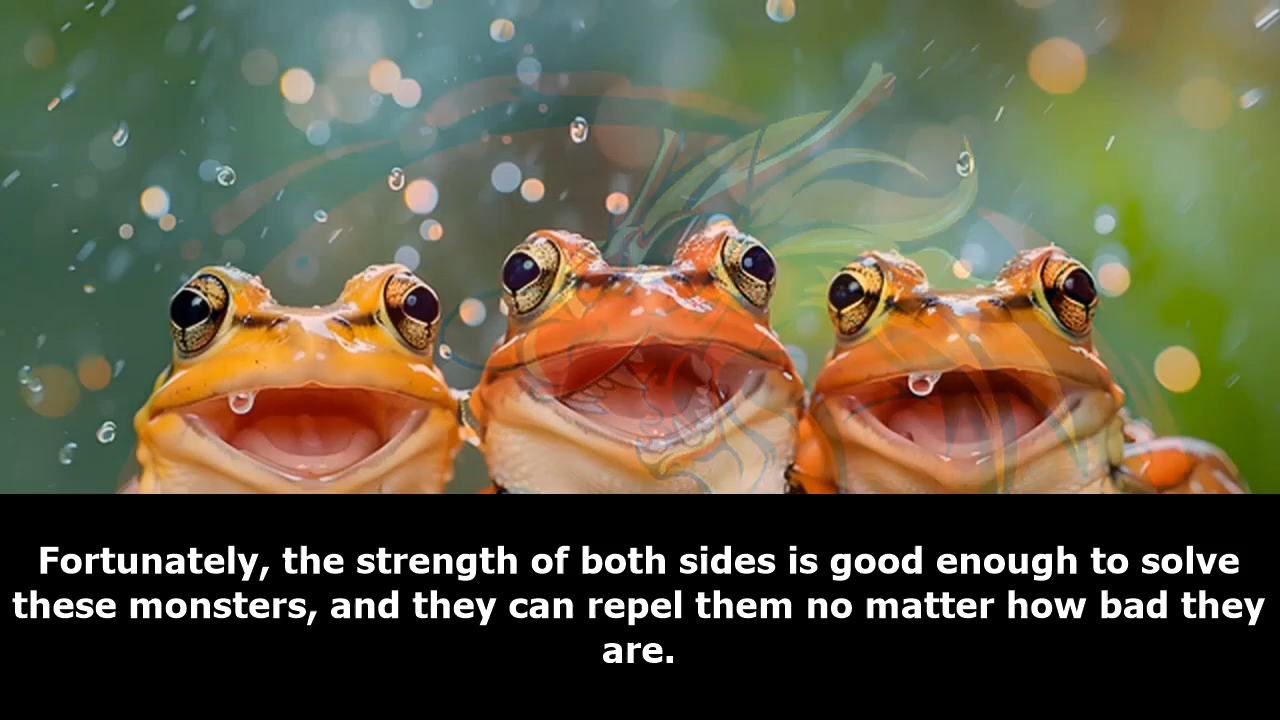 Fortunately, the strength of both sides is good enough to solve
these monsters, and they can repel them no matter how bad they
are.